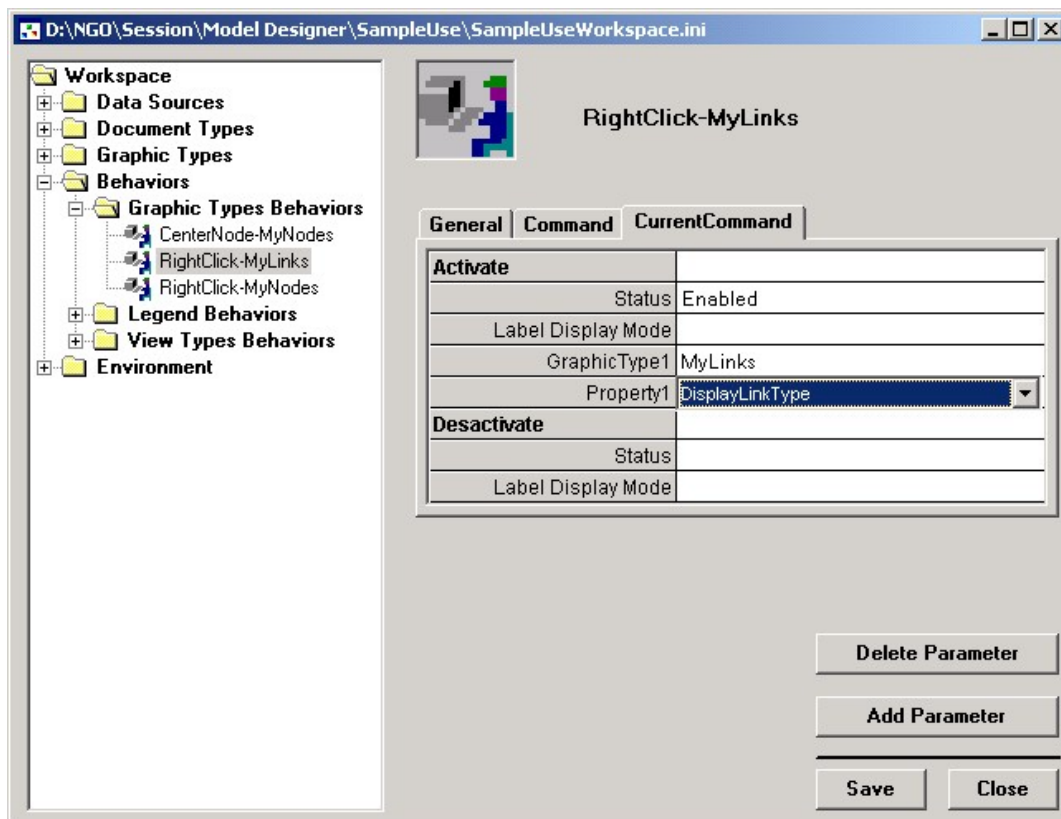 D:\NGO\Session\Model Designer\SampleUse\SampleUseWorkspace.ini
Workspace
Data Sources
Document Types
Graphic Types
Behaviors
Graphic Types Behaviors
CenterNode-MyNodes
RightClick-MyLinks
RightClick-MyNodes
Legend Behaviors
View Types Behaviors
Environment
RightClick-MyLinks
General Command CurrentCommand
Activate
Status Enabled
Label Display Mode
GraphicType1 MyLinks
Property1 DisplayLinkType
Desactivate
Status
Label Display Mode
Delete Parameter
Add Parameter
Save Close